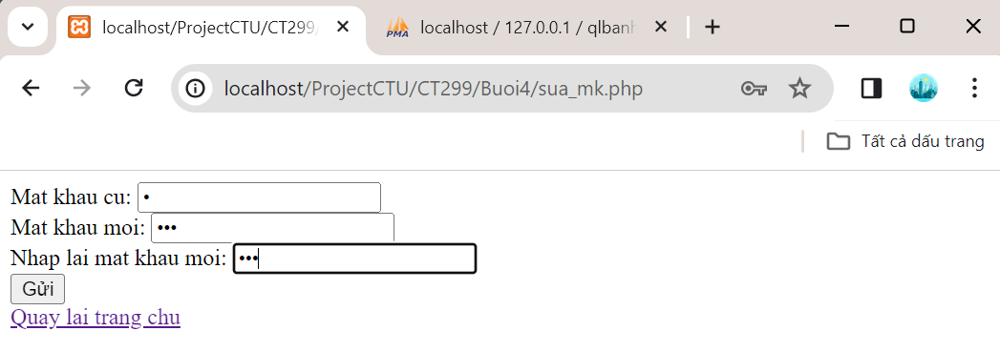 localhost/ProjectCTU/CT299/
PMA
localhost / 127.0.0.1 / qlbanh
localhost/ProjectCTU/CT299/Buoi4/sua_mk.php
Tất cả dấu trang
Mat khau cu: •
Mat khau moi: •••
Nhap lai mat khau moi: •••
Gửi
Quay lai trang chu